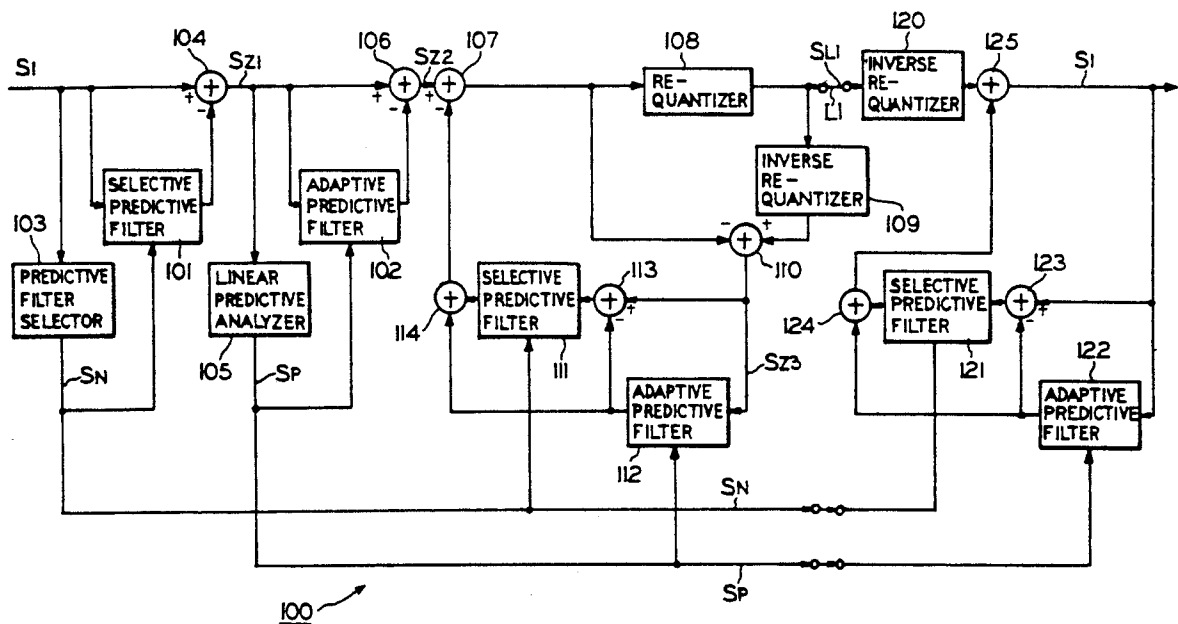 104
106
107
108
120
125
S1
SZ1
SZ2
SL1
S1
RE-
QUANTIZER
L1
INVERSE
RE-
QUANTIZER
+
-
+
-
+
-
+
+
103
SELECTIVE
PREDICTIVE
FILTER
101
ADAPTIVE
PREDICTIVE
FILTER
102
INVERSE
RE-
QUANTIZER
109
-
+
+
110
PREDICTIVE
FILTER
SELECTOR
LINEAR
PREDICTIVE
ANALYZER
105
+
114
SELECTIVE
PREDICTIVE
FILTER
111
113
+
-
+
+
124
SELECTIVE
PREDICTIVE
FILTER
121
123
+
-
+
SN
SP
SZ3
ADAPTIVE
PREDICTIVE
FILTER
112
122
ADAPTIVE
PREDICTIVE
FILTER
SN
SP
100